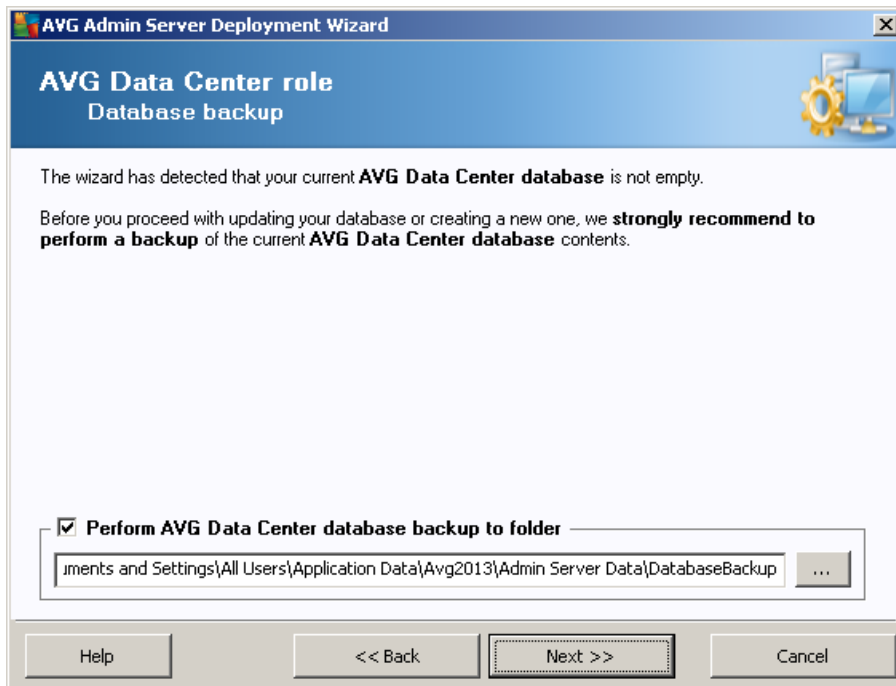 AVG Admin Server Deployment Wizard
AVG Data Center role
Database backup
The wizard has detected that your current AVG Data Center database is not empty.
Before you proceed with updating your database or creating a new one, we strongly recommend to
perform a backup of the current AVG Data Center database contents.
Perform AVG Data Center database backup to folder
uments and Settings\All Users\Application Data\Avg2013\Admin Server Data\DatabaseBackup
...
Help
<< Back
Next >>
Cancel